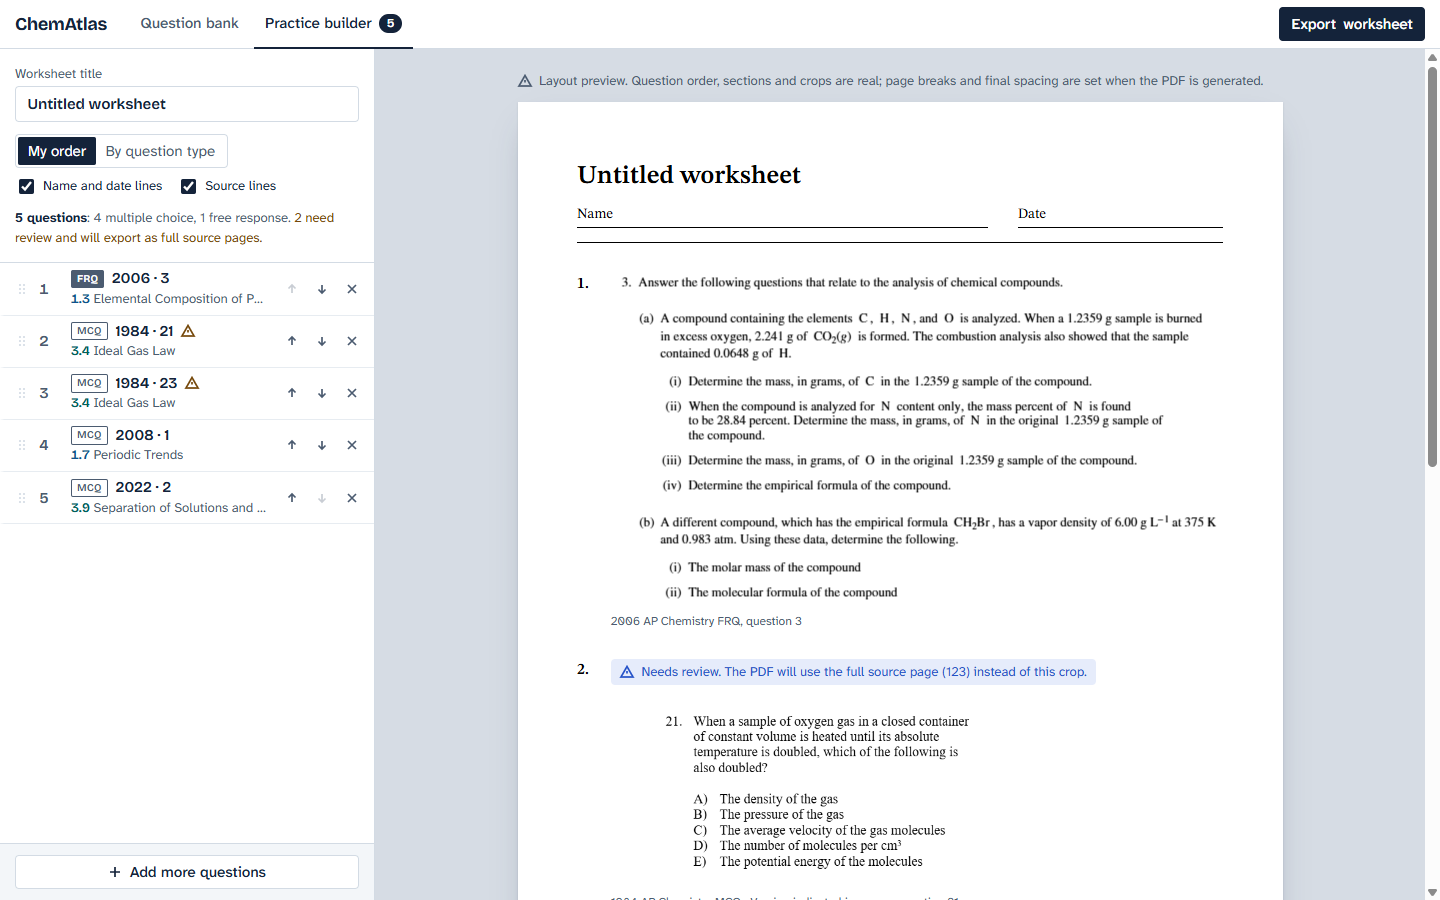 ChemAtlas
Question bank
Practice builder 5
Export worksheet
Worksheet title
Untitled worksheet
My order
By question type
Name and date lines
Source lines
5 questions: 4 multiple choice, 1 free response. 2 need
review and will export as full source pages.
1
FRQ 2006 · 3
1.3 Elemental Composition of P...
2
MCQ 1984 · 21
3.4 Ideal Gas Law
3
MCQ 1984 · 23
3.4 Ideal Gas Law
4
MCQ 2008 · 1
1.7 Periodic Trends
5
MCQ 2022 · 2
3.9 Separation of Solutions and ...
+ Add more questions
Layout preview. Question order, sections and crops are real; page breaks and final spacing are set when the PDF is generated.
Untitled worksheet
Name
Date
1.
3. Answer the following questions that relate to the analysis of chemical compounds.
(a) A compound containing the elements C, H, N, and O is analyzed. When a 1.2359 g sample is burned
in excess oxygen, 2.241 g of CO₂(g) is formed. The combustion analysis also showed that the sample
contained 0.0648 g of H.
(i) Determine the mass, in grams, of C in the 1.2359 g sample of the compound.
(ii) When the compound is analyzed for N content only, the mass percent of N is found
to be 28.84 percent. Determine the mass, in grams, of N in the original 1.2359 g sample of
the compound.
(iii) Determine the mass, in grams, of O in the original 1.2359 g sample of the compound.
(iv) Determine the empirical formula of the compound.
(b) A different compound, which has the empirical formula CH₂Br, has a vapor density of 6.00 g L⁻¹ at 375 K
and 0.983 atm. Using these data, determine the following.
(i) The molar mass of the compound
(ii) The molecular formula of the compound
2006 AP Chemistry FRQ, question 3
2.
Needs review. The PDF will use the full source page (123) instead of this crop.
21. When a sample of oxygen gas in a closed container
of constant volume is heated until its absolute
temperature is doubled, which of the following is
also doubled?
A) The density of the gas
B) The pressure of the gas
C) The average velocity of the gas molecules
D) The number of molecules per cm³
E) The potential energy of the molecules